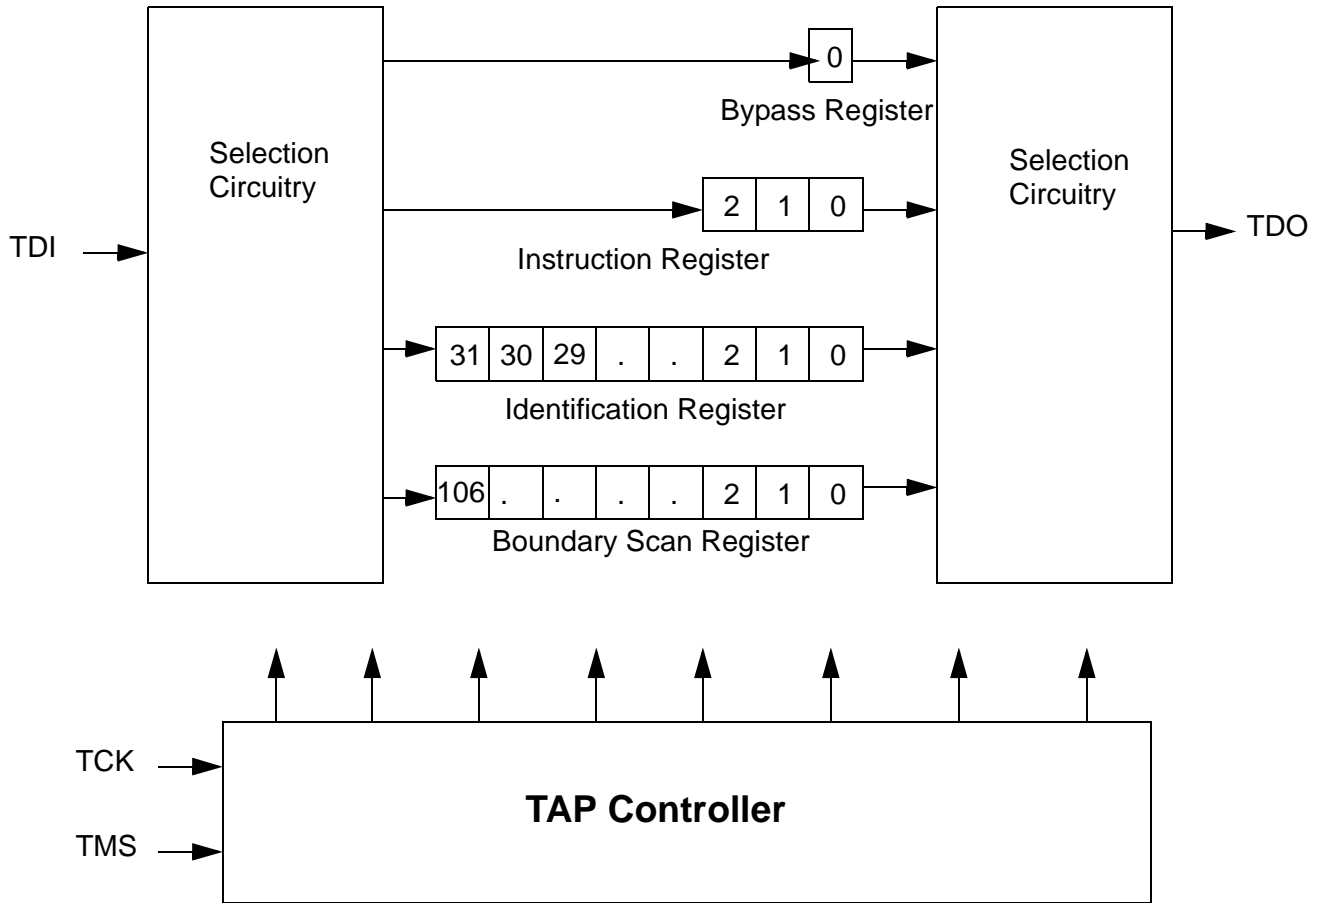 0
Bypass Register
Selection
Circuitry
Selection
Circuitry
2 1 0
TDI
TDO
Instruction Register
31 30 29 . . 2 1 0
Identification Register
106 . . . . 2 1 0
Boundary Scan Register
TCK
TAP Controller
TMS